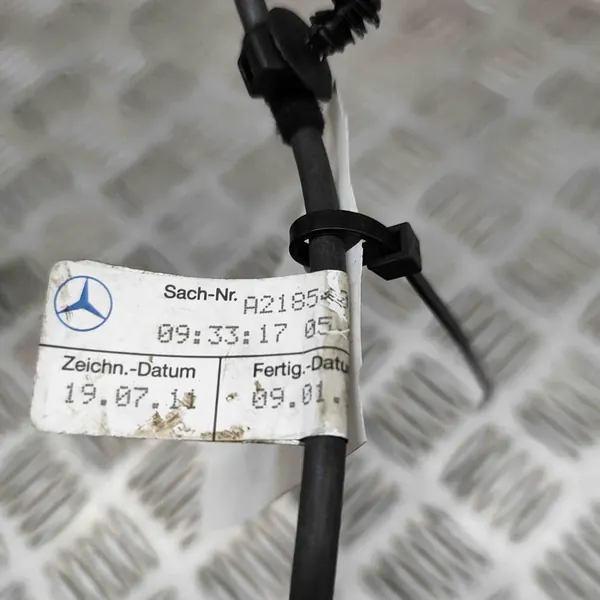 Sach-Nr. A2185
09:33:17 05
Zeichn.-Datum Fertig.-Datu
19.07.11 09.01.